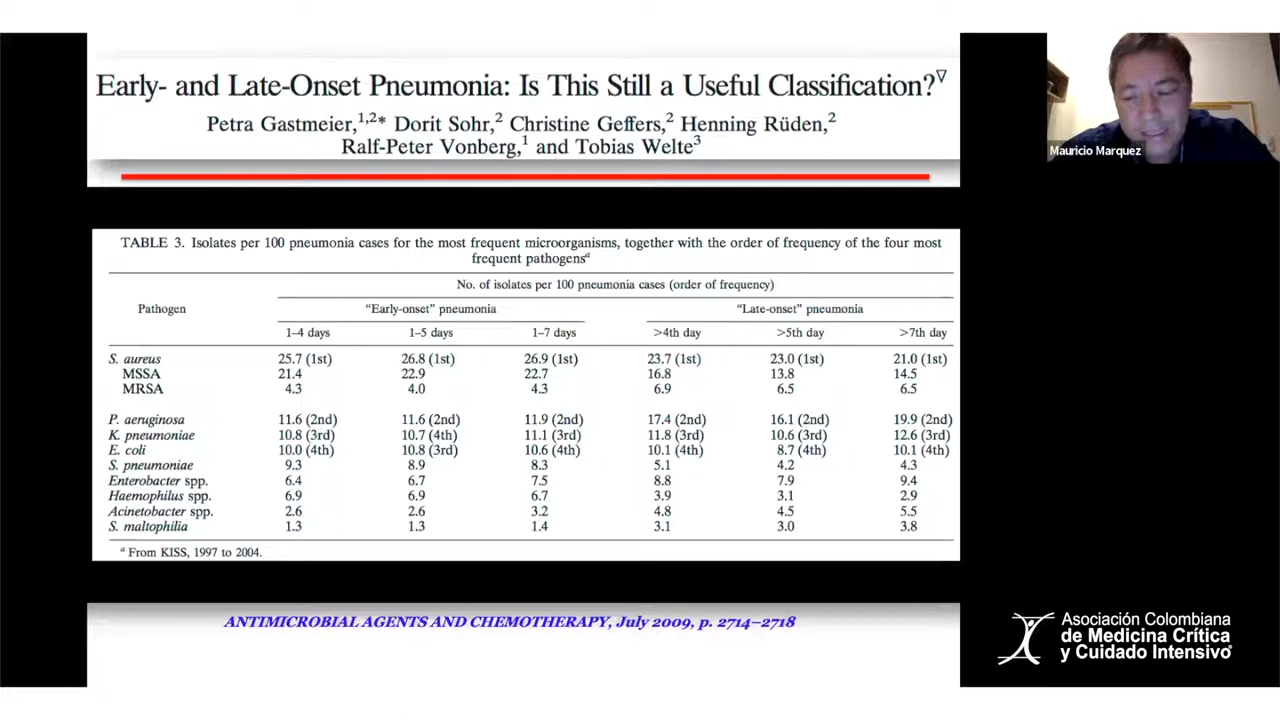 Early- and Late-Onset Pneumonia: Is This Still a Useful Classification?▽
Petra Gastmeier,1,2* Dorit Sohr,2 Christine Geffers,2 Henning Rüden,2
Ralf-Peter Vonberg,1 and Tobias Welte3
Mauricio Marquez
TABLE 3. Isolates per 100 pneumonia cases for the most frequent microorganisms, together with the order of frequency of the four most
frequent pathogensa
No. of isolates per 100 pneumonia cases (order of frequency)
Pathogen "Early-onset" pneumonia "Late-onset" pneumonia
1–4 days 1–5 days 1–7 days >4th day >5th day >7th day
S. aureus 25.7 (1st) 26.8 (1st) 26.9 (1st) 23.7 (1st) 23.0 (1st) 21.0 (1st)
MSSA 21.4 22.9 22.7 16.8 13.8 14.5
MRSA 4.3 4.0 4.3 6.9 6.5 6.5
P. aeruginosa 11.6 (2nd) 11.6 (2nd) 11.9 (2nd) 17.4 (2nd) 16.1 (2nd) 19.9 (2nd)
K. pneumoniae 10.8 (3rd) 10.7 (4th) 11.1 (3rd) 11.8 (3rd) 10.6 (3rd) 12.6 (3rd)
E. coli 10.0 (4th) 10.8 (3rd) 10.6 (4th) 10.1 (4th) 8.7 (4th) 10.1 (4th)
S. pneumoniae 9.3 8.9 8.3 5.1 4.2 4.3
Enterobacter spp. 6.4 6.7 7.5 8.8 7.9 9.4
Haemophilus spp. 6.9 6.9 6.7 3.9 3.1 2.9
Acinetobacter spp. 2.6 2.6 3.2 4.8 4.5 5.5
S. maltophilia 1.3 1.3 1.4 3.1 3.0 3.8
a From KISS, 1997 to 2004.
ANTIMICROBIAL AGENTS AND CHEMOTHERAPY, July 2009, p. 2714–2718
Asociación Colombiana
de Medicina Crítica
y Cuidado Intensivo®